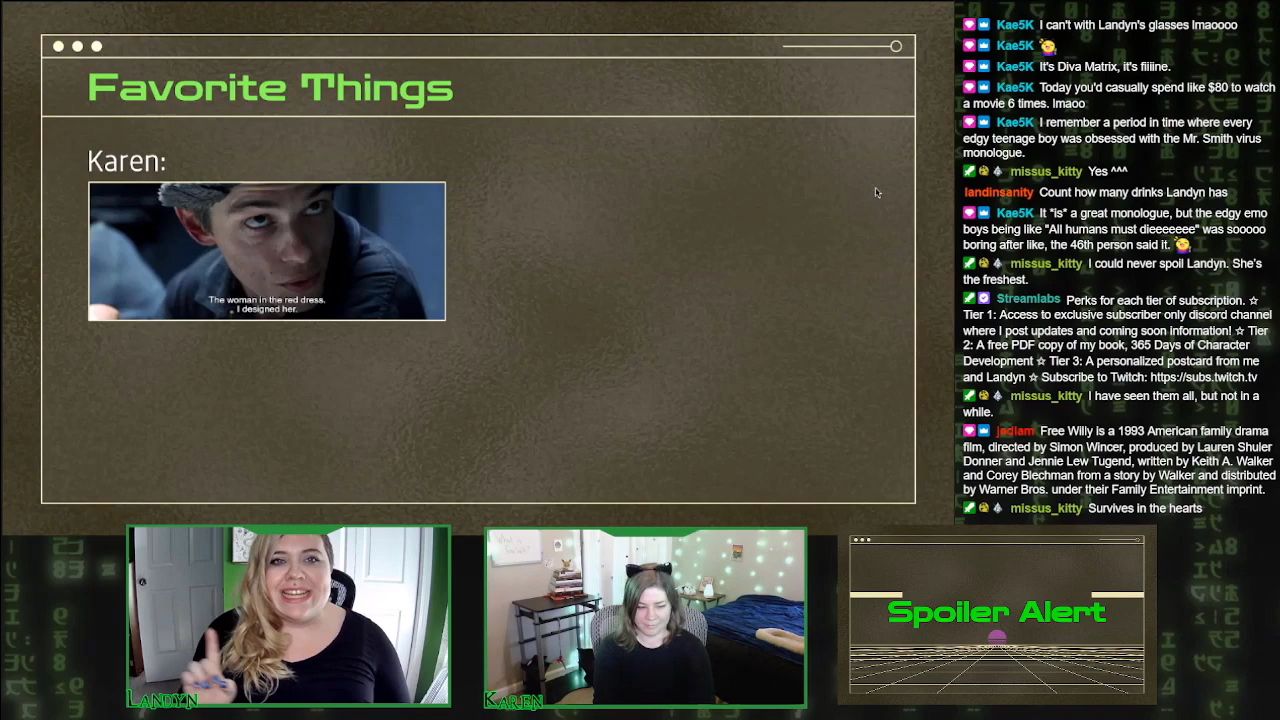 Favorite Things
Karen:
The woman in the red dress.
I designed her.
Kae5K I can't with Landyn's glasses lmaoooo
Kae5K
Kae5K It's Diva Matrix, it's fiiiine.
Kae5K Today you'd casually spend like $80 to watch
a movie 6 times. lmaoo
Kae5K I remember a period in time where every
edgy teenage boy was obsessed with the Mr. Smith virus
monologue.
missus_kitty Yes ^^^
landinsanity Count how many drinks Landyn has
Kae5K It *is* a great monologue, but the edgy emo
boys being like "All humans must dieeeeeee" was sooooo
boring after like, the 46th person said it.
missus_kitty I could never spoil Landyn. She's
the freshest.
Streamlabs Perks for each tier of subscription. ☆
Tier 1: Access to exclusive subscriber only discord channel
where I post updates and coming soon information! ☆ Tier
2: A free PDF copy of my book, 365 Days of Character
Development ☆ Tier 3: A personalized postcard from me
and Landyn ☆ Subscribe to Twitch: https://subs.twitch.tv
missus_kitty I have seen them all, but not in a
while.
jedlam Free Willy is a 1993 American family drama
film, directed by Simon Wincer, produced by Lauren Shuler
Donner and Jennie Lew Tugend, written by Keith A. Walker
and Corey Blechman from a story by Walker and distributed
by Warner Bros. under their Family Entertainment imprint.
missus_kitty Survives in the hearts
Landyn
Karen
Spoiler Alert